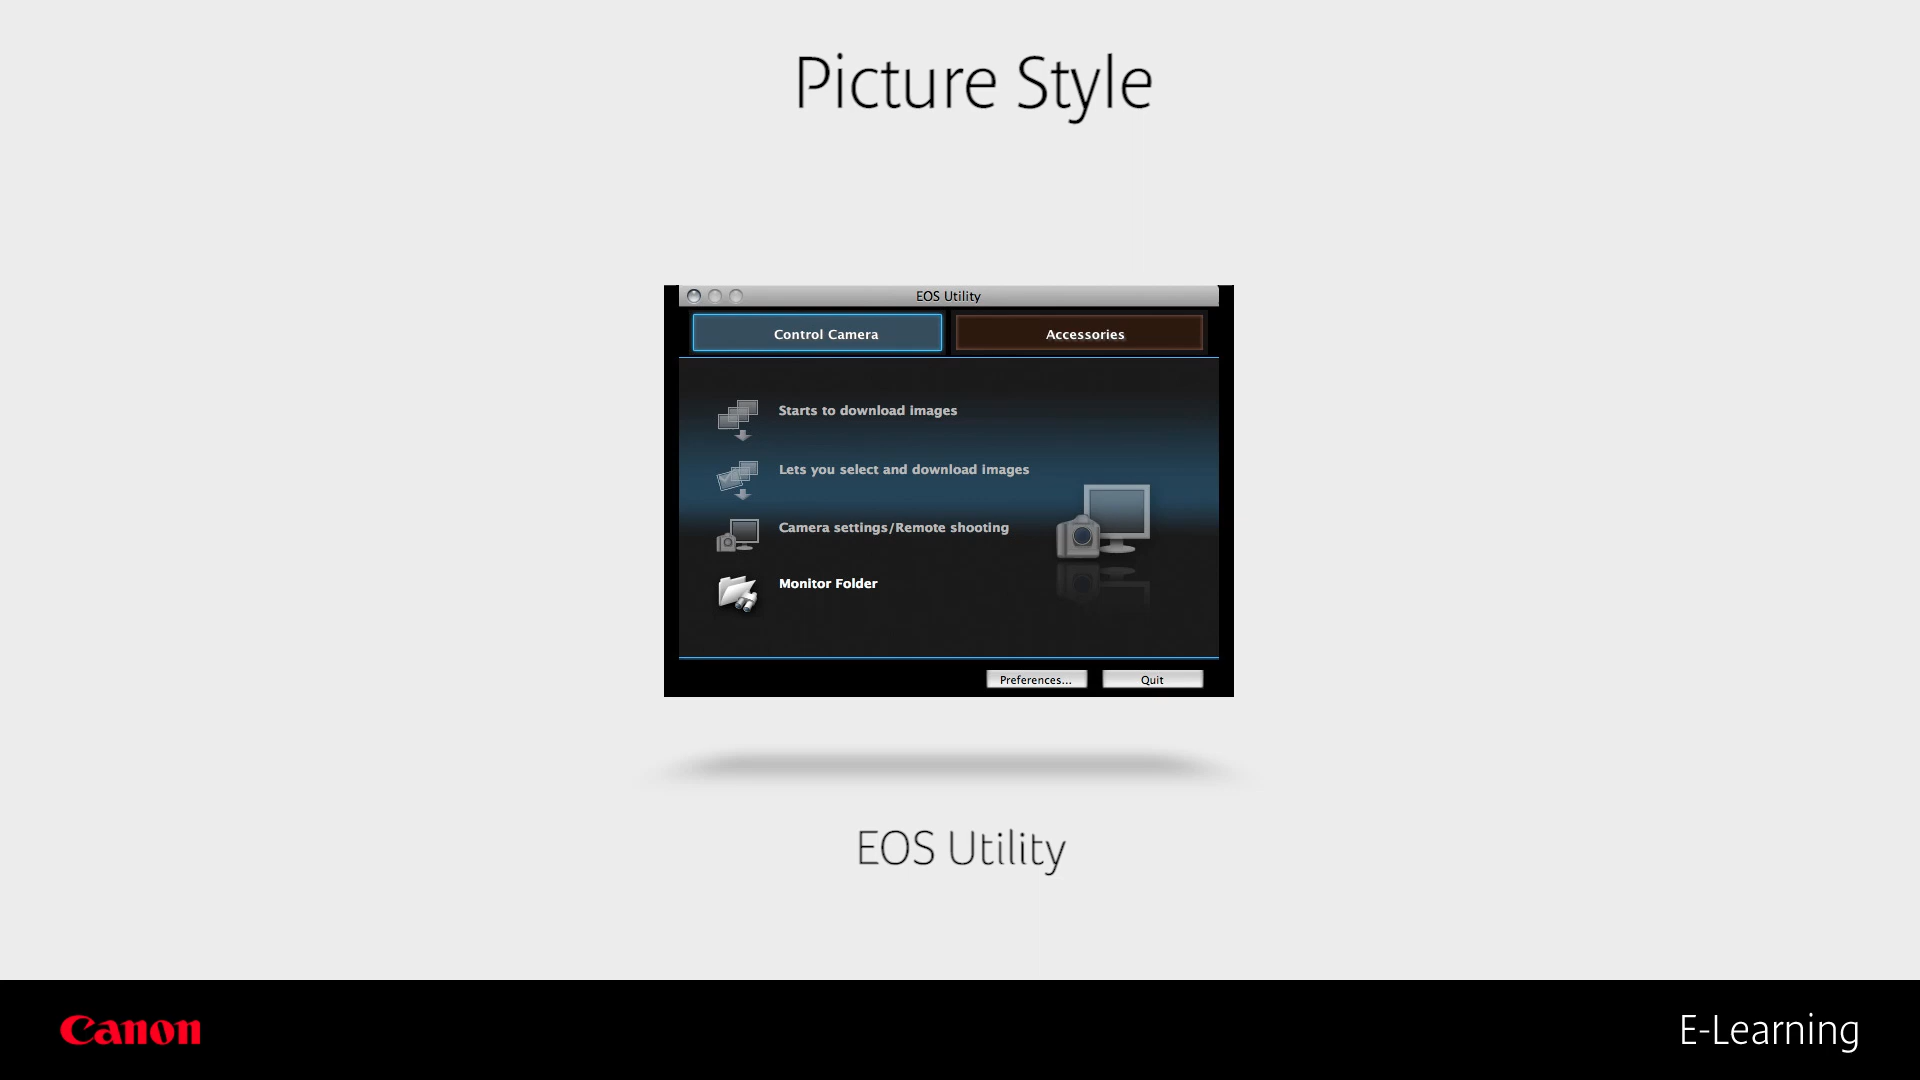 Picture Style
EOS Utility
Control Camera
Accessories
Starts to download images
Lets you select and download images
Camera settings/Remote shooting
Monitor Folder
Preferences...
Quit
EOS Utility
Canon
E-Learning